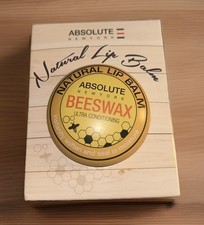 ABSOLUTE
NEW YORK
Natural Lip Balm
NATURAL LIP BALM
ABSOLUTE
NEW YORK
BEESWAX
ULTRA CONDITIONING